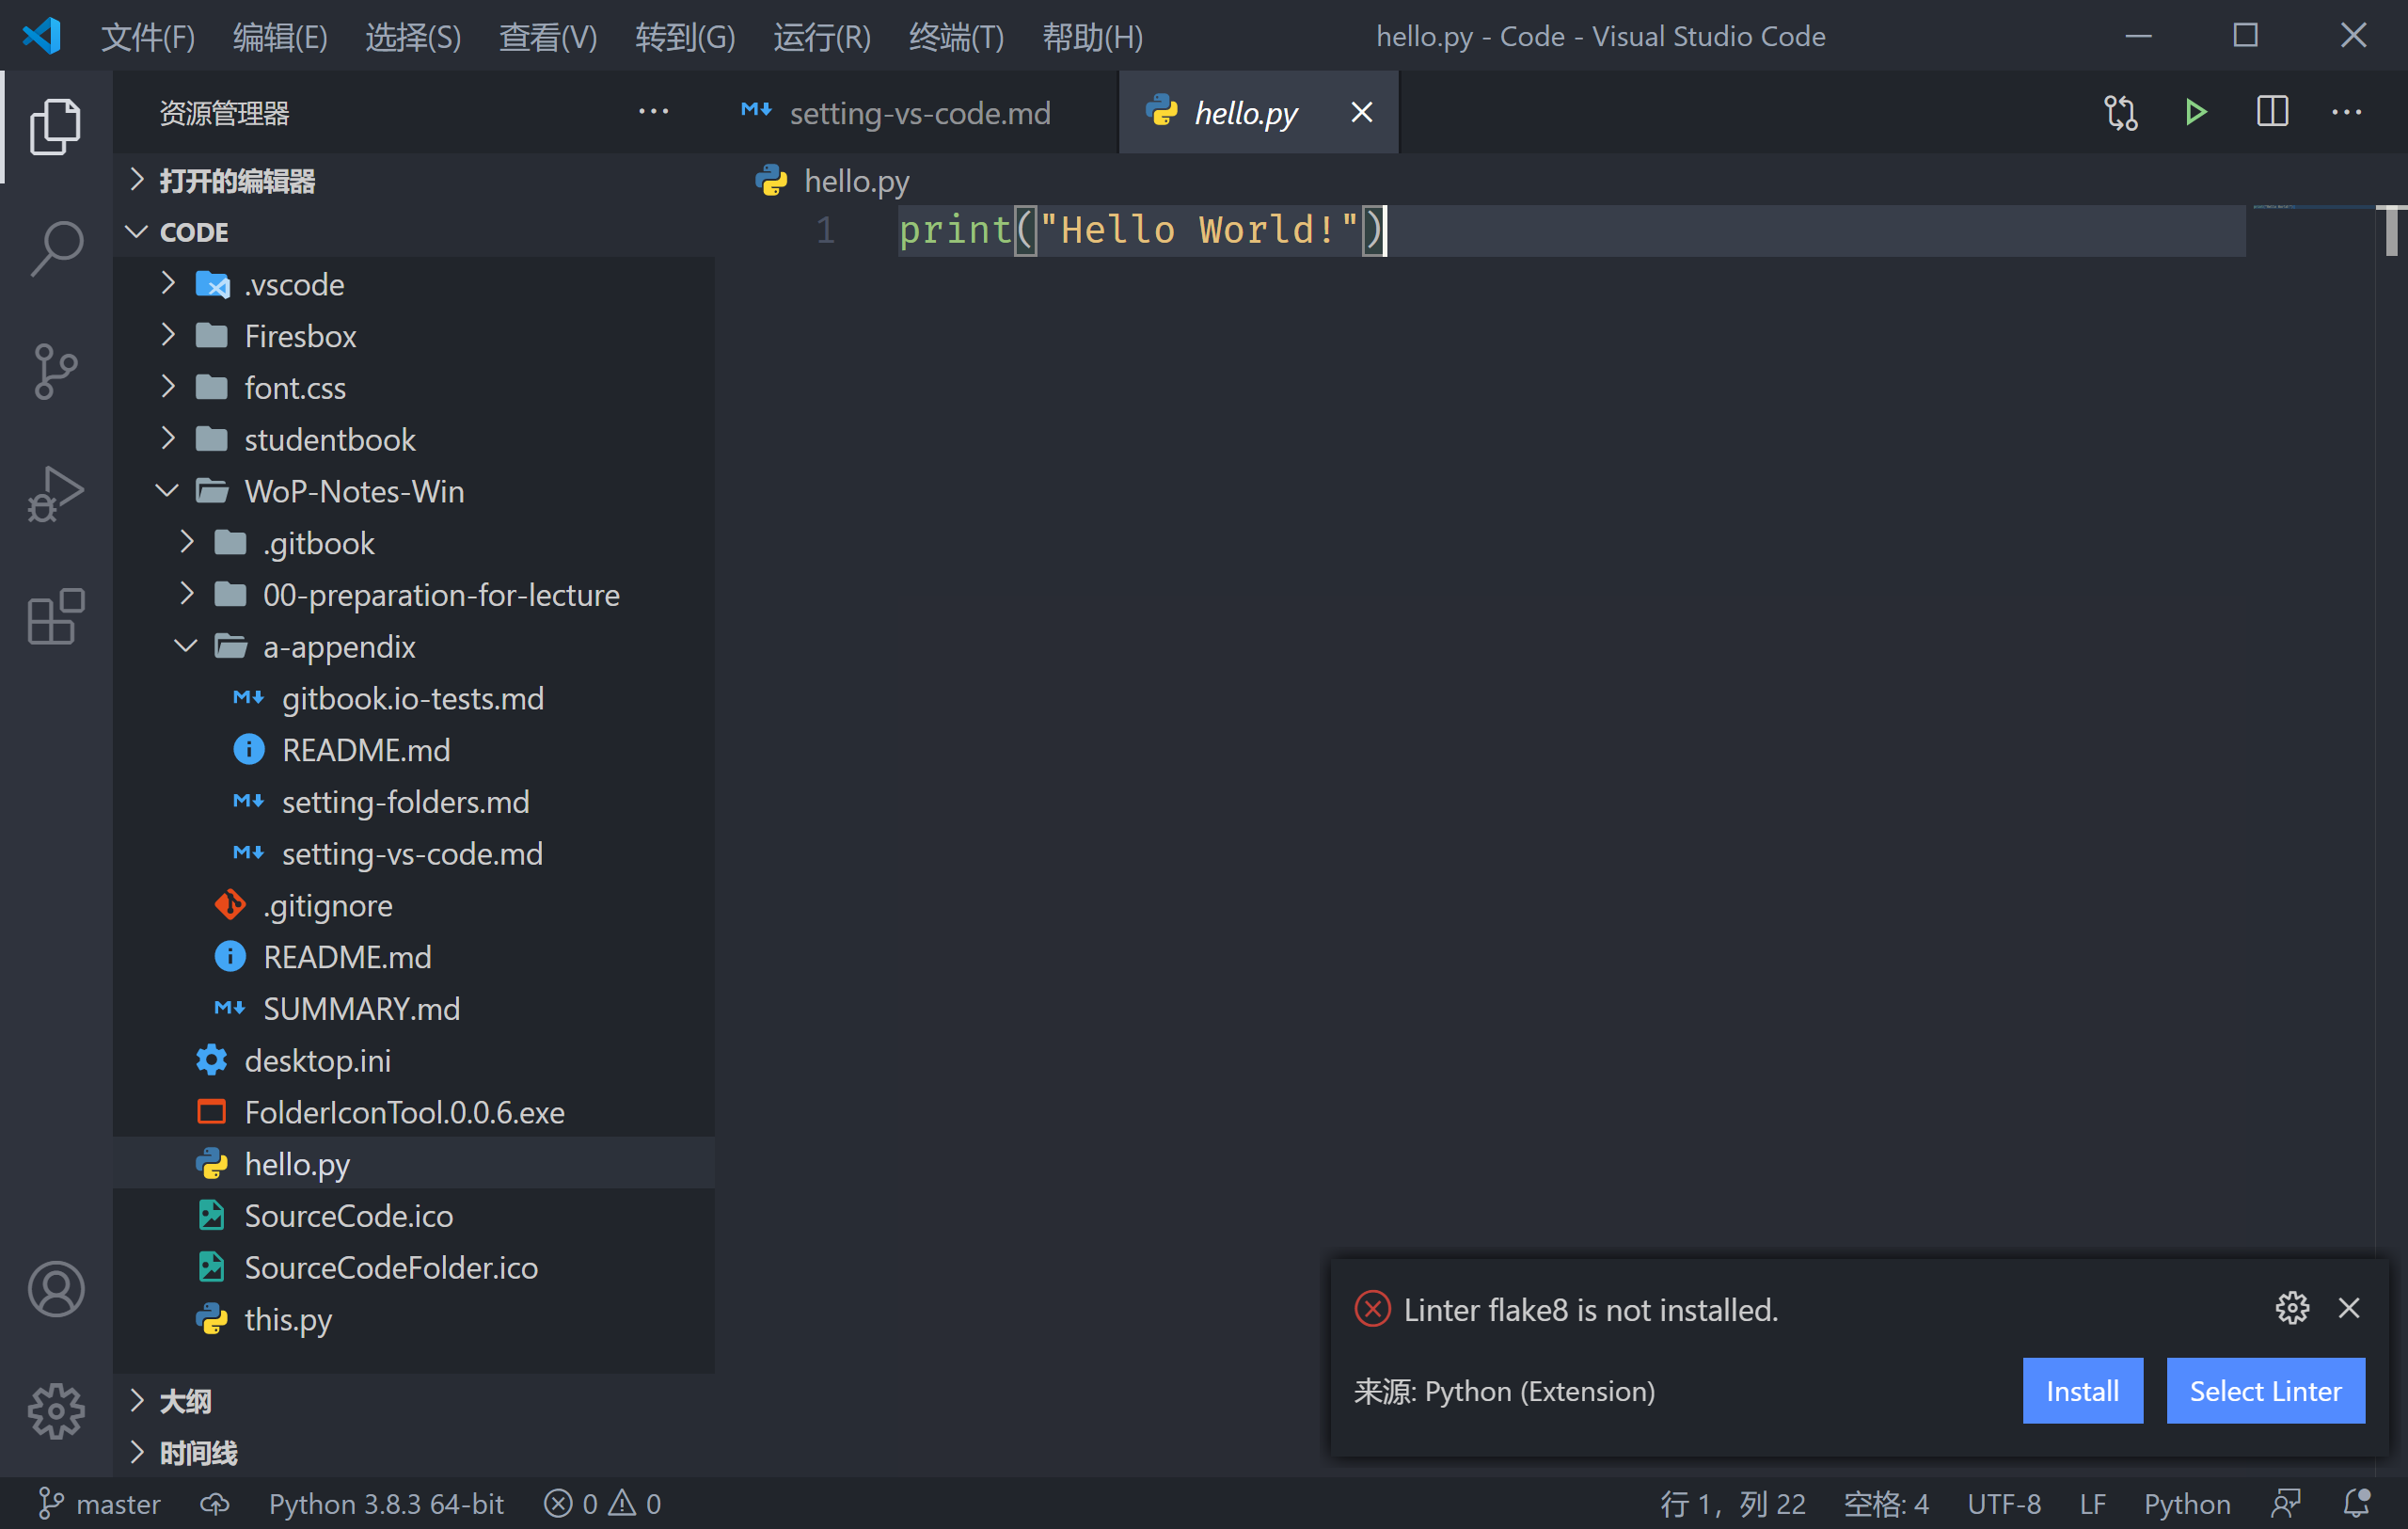 文件(F) 编辑(E) 选择(S) 查看(V) 转到(G) 运行(R) 终端(T) 帮助(H) hello.py - Code - Visual Studio Code
资源管理器
setting-vs-code.md hello.py
打开的编辑器
hello.py
CODE
1 print("Hello World!")
.vscode
Firesbox
font.css
studentbook
WoP-Notes-Win
.gitbook
00-preparation-for-lecture
a-appendix
gitbook.io-tests.md
README.md
setting-folders.md
setting-vs-code.md
.gitignore
README.md
SUMMARY.md
desktop.ini
FolderIconTool.0.0.6.exe
hello.py
SourceCode.ico
SourceCodeFolder.ico
this.py
大纲
时间线
Linter flake8 is not installed.
来源: Python (Extension) Install Select Linter
master Python 3.8.3 64-bit 0 0 行 1，列 22 空格: 4 UTF-8 LF Python